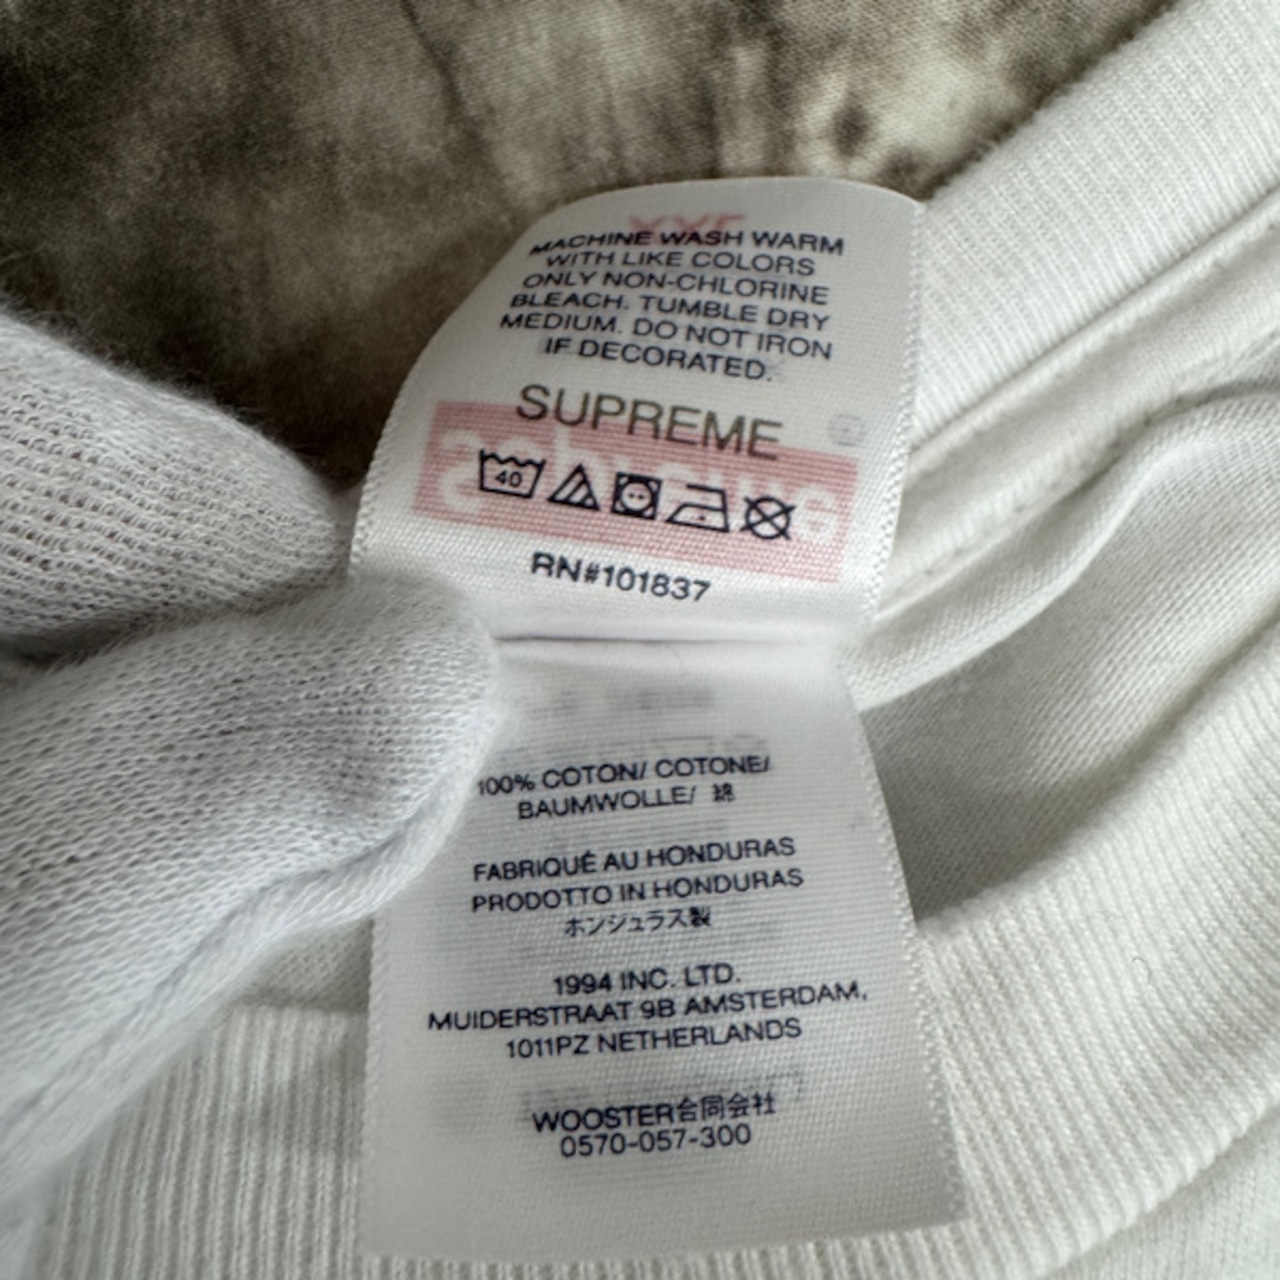 MACHINE WASH WARM
WITH LIKE COLORS
ONLY NON-CHLORINE
BLEACH. TUMBLE DRY
MEDIUM. DO NOT IRON
IF DECORATED.
SUPREME
40
RN#101837
100% COTON/ COTONE/
BAUMWOLLE/ 綿
FABRIQUÉ AU HONDURAS
PRODOTTO IN HONDURAS
ホンジュラス製
1994 INC. LTD.
MUIDERSTRAAT 9B AMSTERDAM,
1011PZ NETHERLANDS
WOOSTER合同会社
0570-057-300